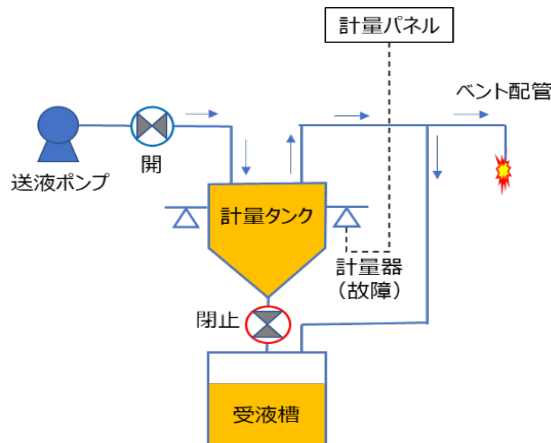 計量パネル
ベント配管
送液ポンプ
開
計量タンク
計量器
（故障）
閉止
受液槽